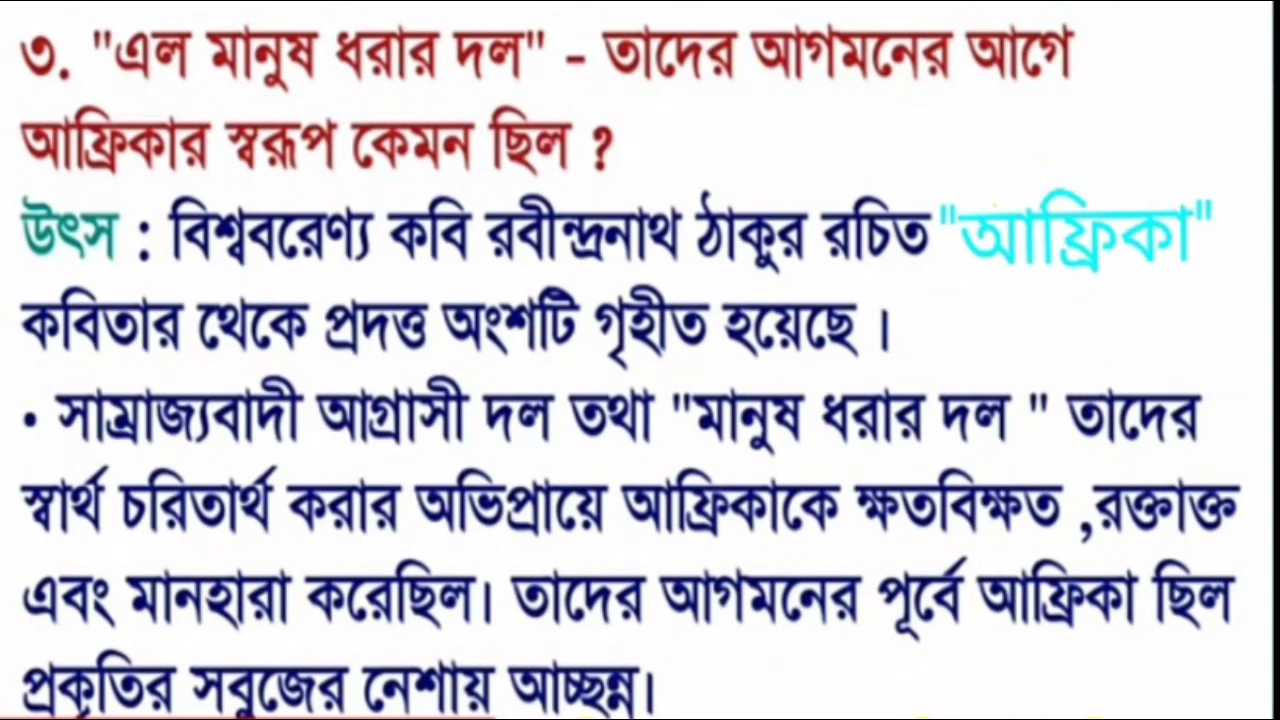 ৩. "এল মানুষ ধরার দল" - তাদের আগমনের আগে
আফ্রিকার স্বরূপ কেমন ছিল ?
উৎস : বিশ্ববরেণ্য কবি রবীন্দ্রনাথ ঠাকুর রচিত "আফ্রিকা"
কবিতার থেকে প্রদত্ত অংশটি গৃহীত হয়েছে ।
• সাম্রাজ্যবাদী আগ্রাসী দল তথা "মানুষ ধরার দল " তাদের
স্বার্থ চরিতার্থ করার অভিপ্রায়ে আফ্রিকাকে ক্ষতবিক্ষত ,রক্তাক্ত
এবং মানহারা করেছিল। তাদের আগমনের পূর্বে আফ্রিকা ছিল
প্রকৃতির সবুজের নেশায় আচ্ছন্ন।